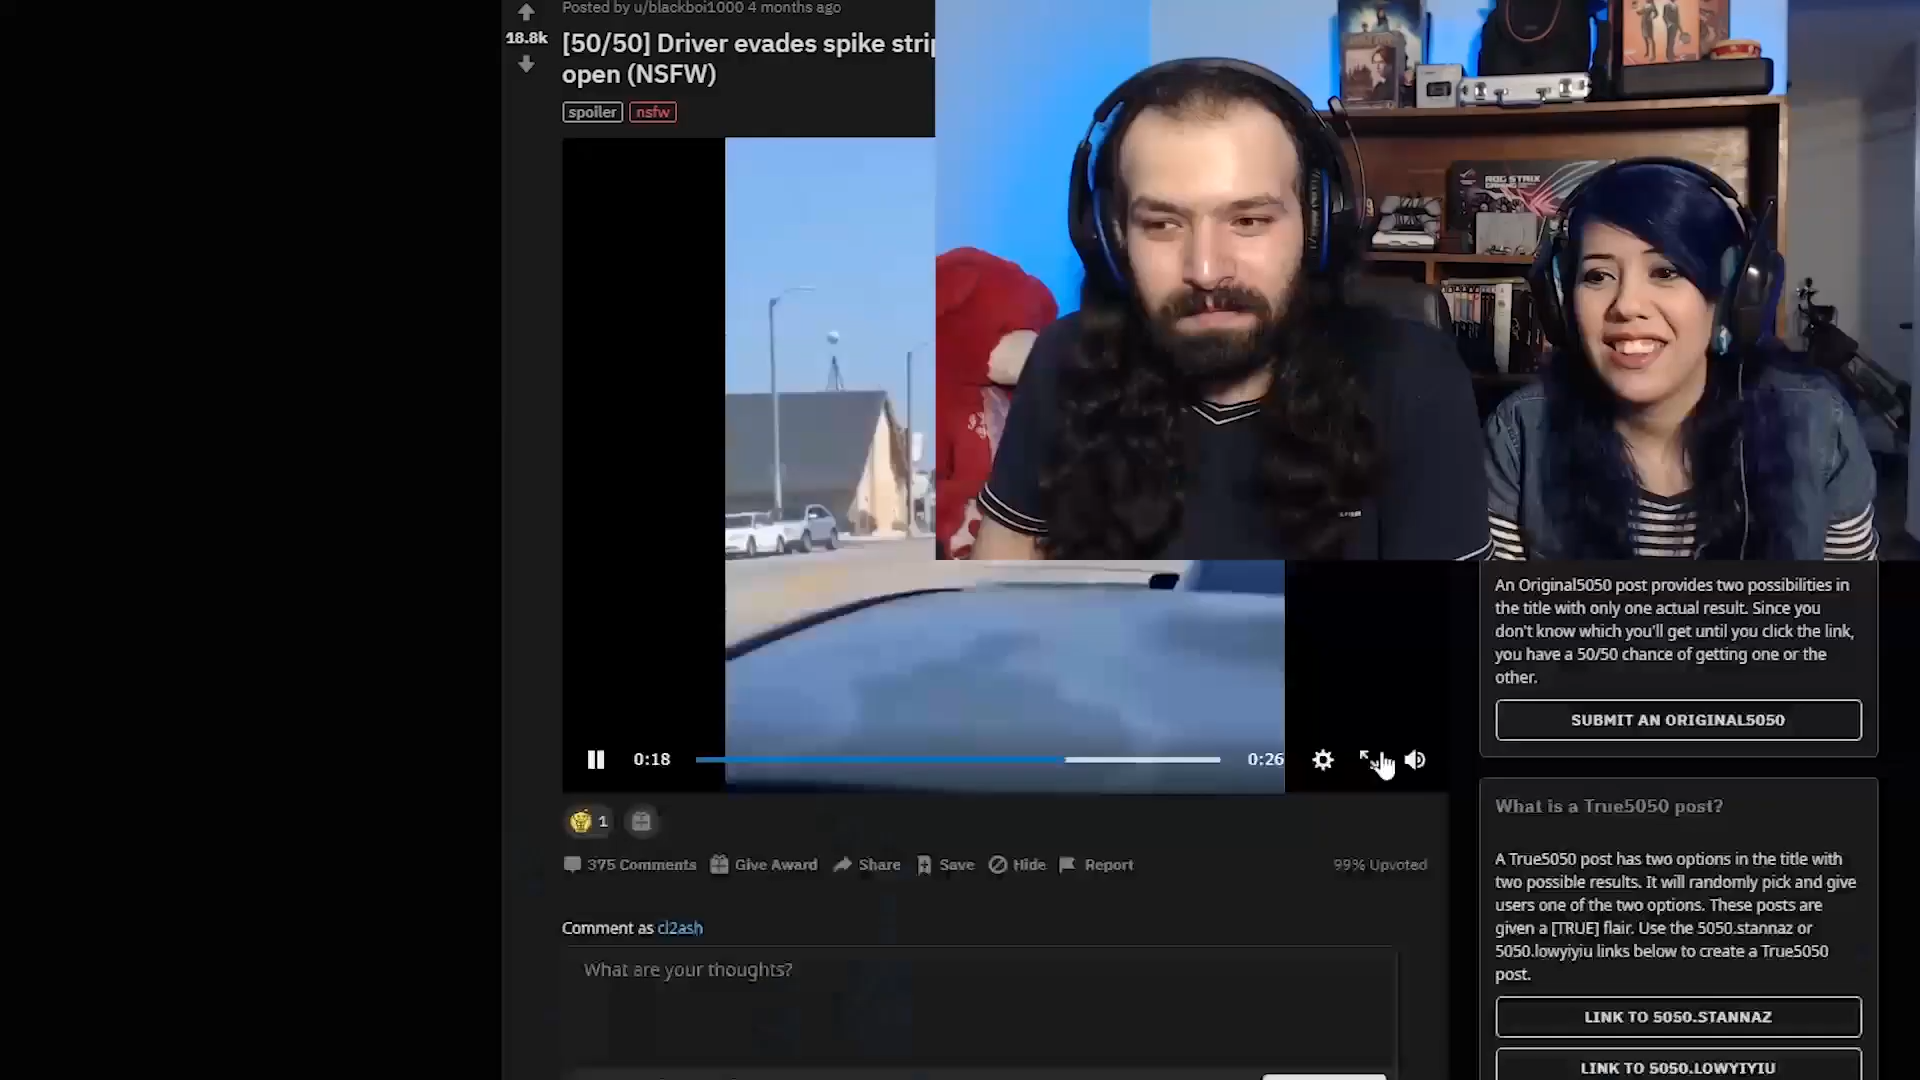 Posted by u/blackboi1000 4 months ago
18.8k
[50/50] Driver evades spike strip
open (NSFW)
spoiler
nsfw
ROG STRIX
GAMING
0:18
0:26
An Original5050 post provides two possibilities in
the title with only one actual result. Since you
don't know which you'll get until you click the link,
you have a 50/50 chance of getting one or the
other.
SUBMIT AN ORIGINAL5050
What is a True5050 post?
A True5050 post has two options in the title with
two possible results. It will randomly pick and give
users one of the two options. These posts are
given a [TRUE] flair. Use the 5050.stannaz or
5050.lowyiyiu links below to create a True5050
post.
LINK TO 5050.STANNAZ
LINK TO 5050.LOWYIYIU
1
375 Comments
Give Award
Share
Save
Hide
Report
99% Upvoted
Comment as cl2ash
What are your thoughts?